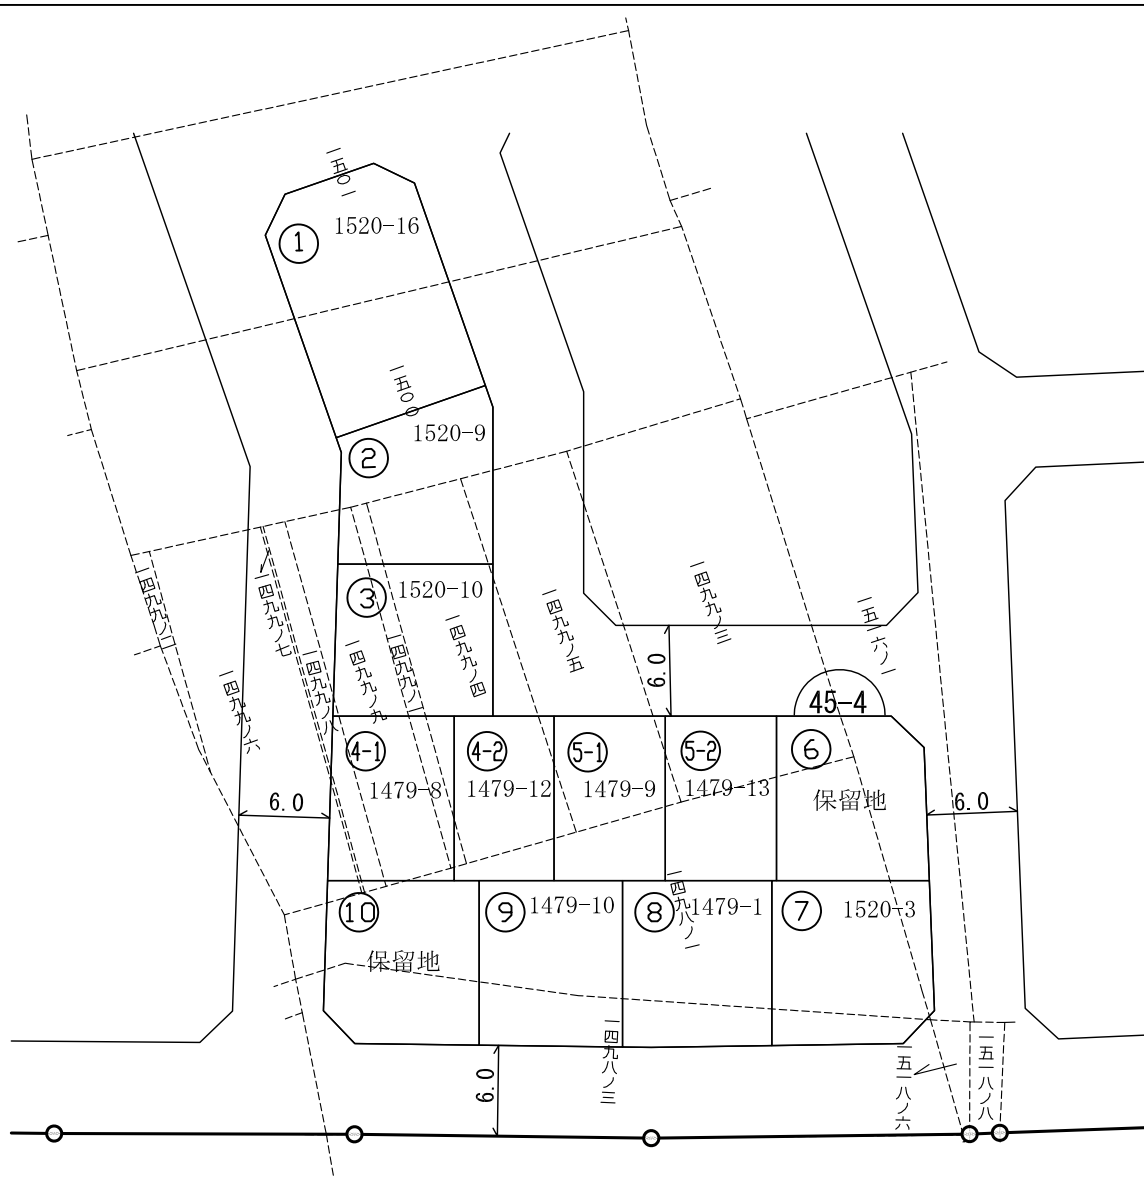 一五〇一
① 1520-16
一五〇〇
② 1520-9
③ 1520-10
一四九九ノ二
一四九九ノ七
一四九九ノ六
一四九九ノ八
一四九九ノ九
一四九九ノ一
一四九九ノ四
一四九九ノ五
一四九九ノ三
一五一六ノ一
6.0
45-4
4-1
1479-8
4-2
1479-12
5-1
1479-9
5-2
1479-13
⑥
保留地
6.0
6.0
⑩
保留地
⑨ 1479-10
⑧ 1479-1
一四九八ノ一
⑦ 1520-3
一四九八ノ三
一五一八ノ六
一五一八ノ八
6.0